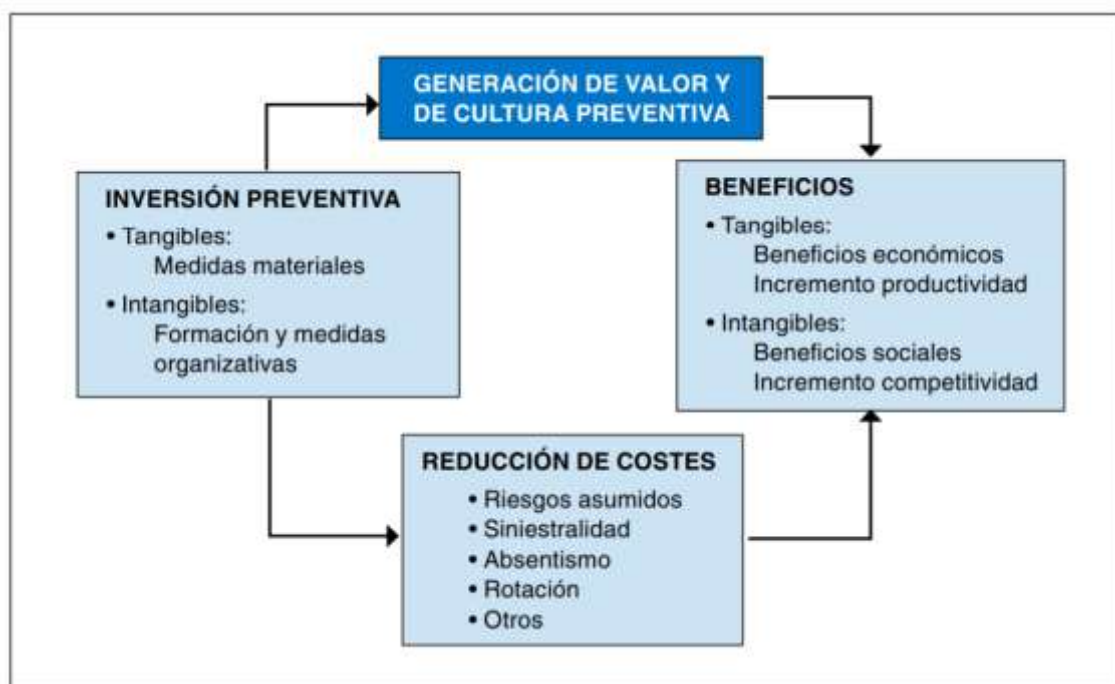 GENERACIÓN DE VALOR Y
DE CULTURA PREVENTIVA
INVERSIÓN PREVENTIVA
• Tangibles:
Medidas materiales
• Intangibles:
Formación y medidas
organizativas
BENEFICIOS
• Tangibles:
Beneficios económicos
Incremento productividad
• Intangibles:
Beneficios sociales
Incremento competitividad
REDUCCIÓN DE COSTES
• Riesgos asumidos
• Siniestralidad
• Absentismo
• Rotación
• Otros